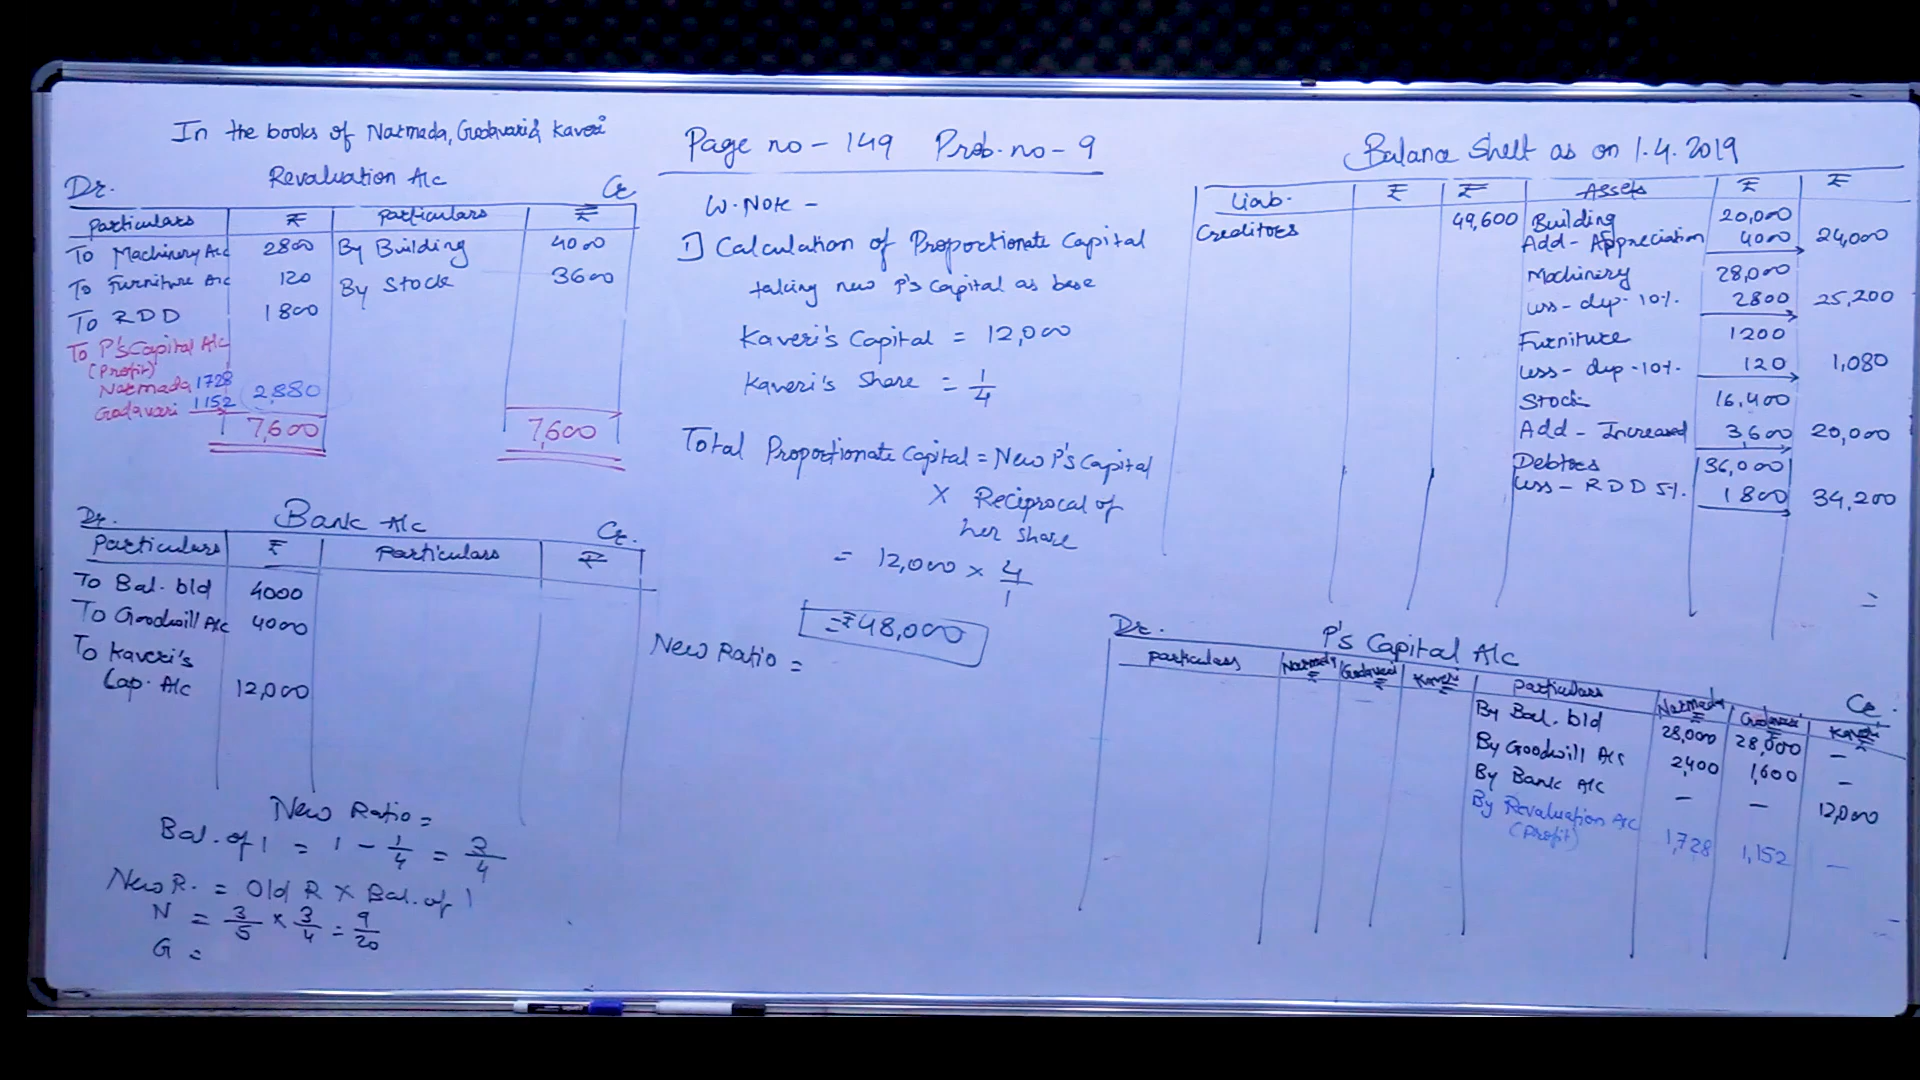 In the books of Narmada, Godavari & Kaveri
Revaluation A/c
Dr. Cr
Particulars ₹ Particulars ₹
To Machinery A/c 2800 By Building 4000
To Furniture A/c 120 By Stock 3600
To RDD 1800
To P's Capital A/c
(Profit)
Narmada 1728 2,880
Godavari 1152
7,600 7,600
Bank A/c
Dr. Cr.
Particulars ₹ Particulars ₹
To Bal. b/d 4000
To Goodwill A/c 4000
To Kaveri's
Cap. A/c 12,000
New Ratio =
Bal. of 1 = 1 - 1/4 = 3/4
New R. = Old R × Bal. of 1
N = 3/5 × 3/4 = 9/20
G =
Page no - 149 Prob. no - 9
W. Note -
1] Calculation of Proportionate Capital
taking new P's Capital as base
Kaveri's Capital = 12,000
Kaveri's Share = 1/4
Total Proportionate Capital = New P's Capital
× Reciprocal of
her share
= 12,000 × 4/1
= ₹48,000
New Ratio =
Balance Sheet as on 1.4.2019
Liab. ₹ ₹ Assets ₹ ₹
Creditors 49,600 Building 20,000
Add - Appreciation 4000 24,000
Machinery 28,000
Less - dep - 10%. 2800 25,200
Furniture 1200
Less - dep - 10%. 120 1,080
Stock 16,400
Add - Increased 3,600 20,000
Debtors 36,000
Less - RDD 5%. 1800 34,200
=
P's Capital A/c
Dr. Cr.
Particulars Narmada ₹ Godavari ₹ Kaveri ₹ Particulars Narmada ₹ Godavari ₹ Kaveri ₹
By Bal. b/d 28,000 28,000 -
By Goodwill A/c 2,400 1,600 -
By Bank A/c - - 12,000
By Revaluation A/c
(Profit) 1,728 1,152 -